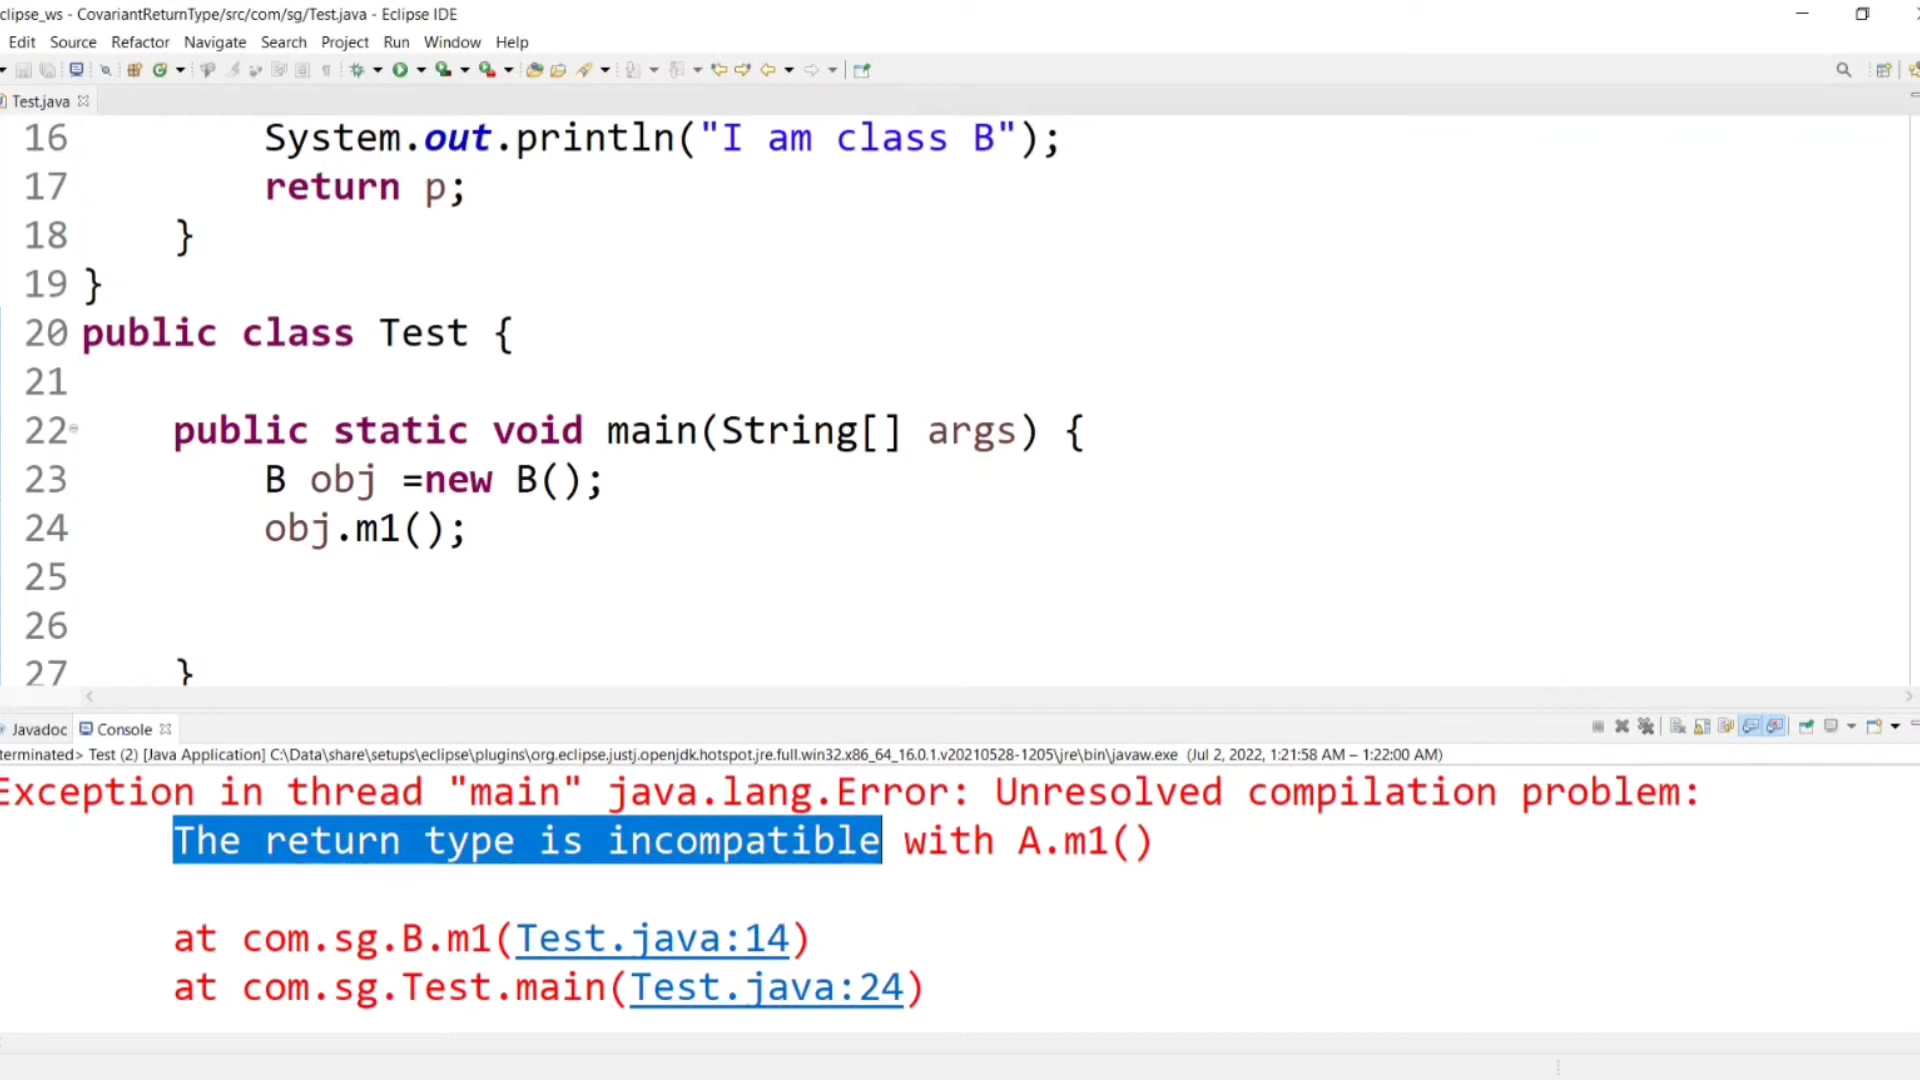 clipse_ws - CovariantReturnType/src/com/sg/Test.java - Eclipse IDE
Edit Source Refactor Navigate Search Project Run Window Help
Test.java
16 System.out.println("I am class B");
17 return p;
18 }
19 }
20 public class Test {
21
22 public static void main(String[] args) {
23 B obj =new B();
24 obj.m1();
25
26
27 }
Javadoc Console
terminated> Test (2) [Java Application] C:\Data\share\setups\eclipse\plugins\org.eclipse.justj.openjdk.hotspot.jre.full.win32.x86_64_16.0.1.v20210528-1205\jre\bin\javaw.exe (Jul 2, 2022, 1:21:58 AM – 1:22:00 AM)
Exception in thread "main" java.lang.Error: Unresolved compilation problem:
The return type is incompatible with A.m1()
at com.sg.B.m1(Test.java:14)
at com.sg.Test.main(Test.java:24)